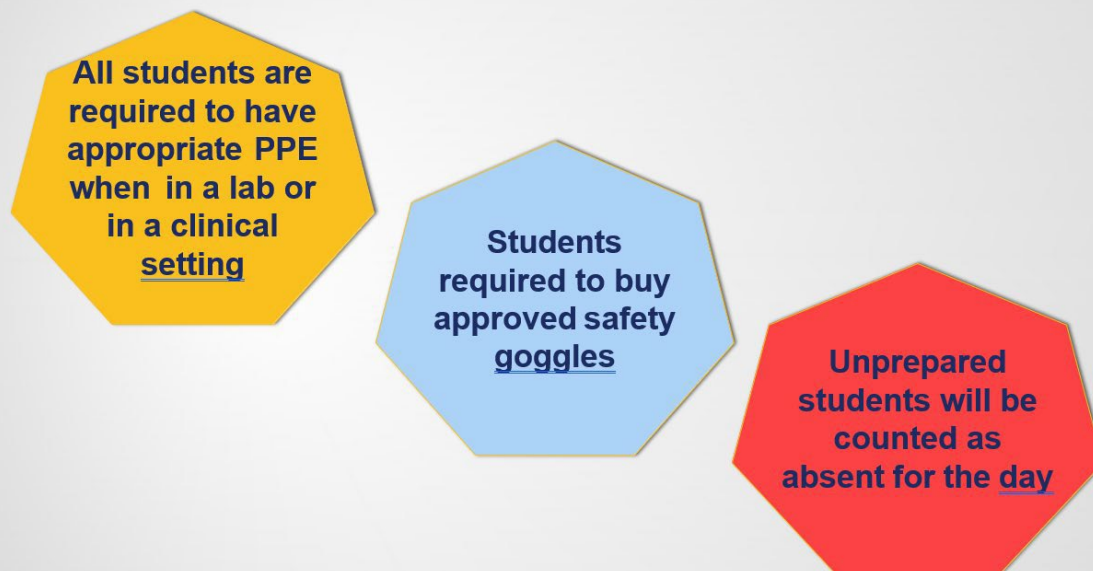 All students are
required to have
appropriate PPE
when in a lab or
in a clinical
setting
Students
required to buy
approved safety
goggles
Unprepared
students will be
counted as
absent for the day